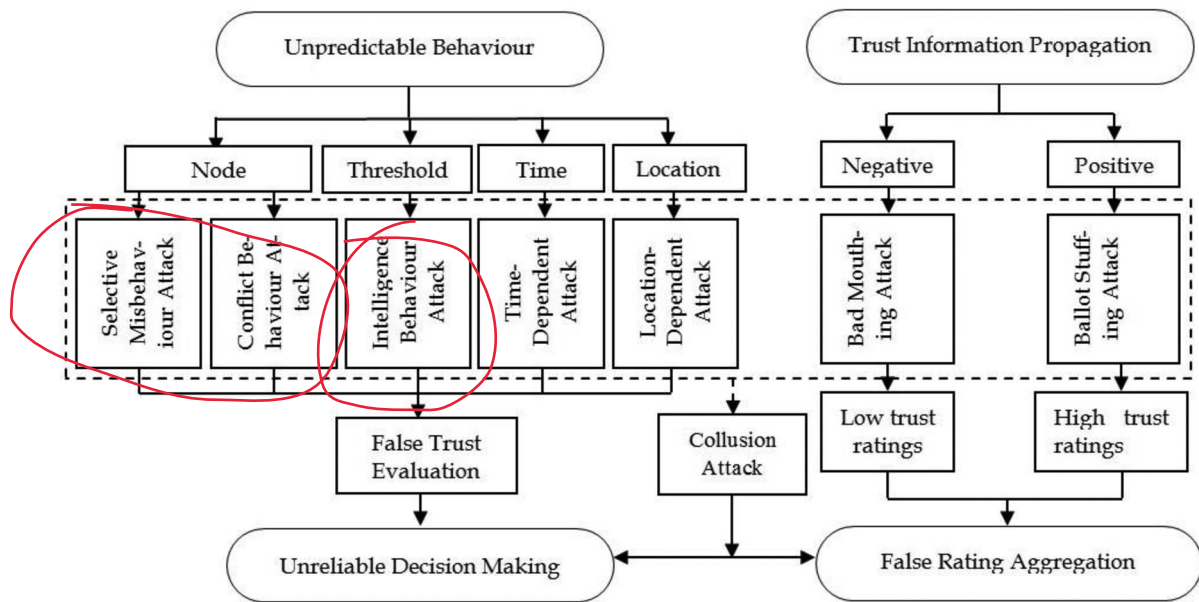 Unpredictable Behaviour
Trust Information Propagation
Node
Threshold
Time
Location
Negative
Positive
Selective
Misbehav-
iour Attack
Conflict Be-
haviour At-
tack
Intelligence
Behaviour
Attack
Time-
Dependent
Attack
Location-
Dependent
Attack
Bad Mouth-
ing Attack
Ballot Stuff-
ing Attack
False Trust
Evaluation
Collusion
Attack
Low trust
ratings
High trust
ratings
Unreliable Decision Making
False Rating Aggregation